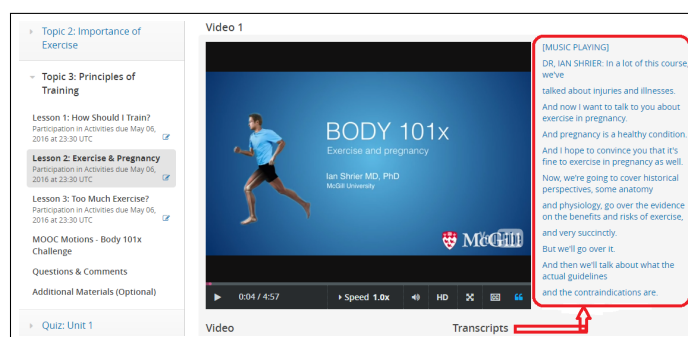 Topic 2: Importance of
Exercise
Topic 3: Principles of
Training
Lesson 1: How Should I Train?
Participation in Activities due May 06,
2016 at 23:30 UTC
Lesson 2: Exercise & Pregnancy
Participation in Activities due May 06,
2016 at 23:30 UTC
Lesson 3: Too Much Exercise?
Participation in Activities due May 06,
2016 at 23:30 UTC
MOOC Motions - Body 101x
Challenge
Questions & Comments
Additional Materials (Optional)
Quiz: Unit 1
Video 1
BODY 101x
Exercise and pregnancy
Ian Shrier MD, PhD
McGill University
McGill
0:04 / 4:57
Speed 1.0x
HD
Video
Transcripts
[MUSIC PLAYING]
DR, IAN SHRIER: In a lot of this course,
we've
talked about injuries and illnesses.
And now I want to talk to you about
exercise in pregnancy.
And pregnancy is a healthy condition.
And I hope to convince you that it's
fine to exercise in pregnancy as well.
Now, we're going to cover historical
perspectives, some anatomy
and physiology, go over the evidence
on the benefits and risks of exercise,
and very succinctly.
But we'll go over it.
And then we'll talk about what the
actual guidelines
and the contraindications are.